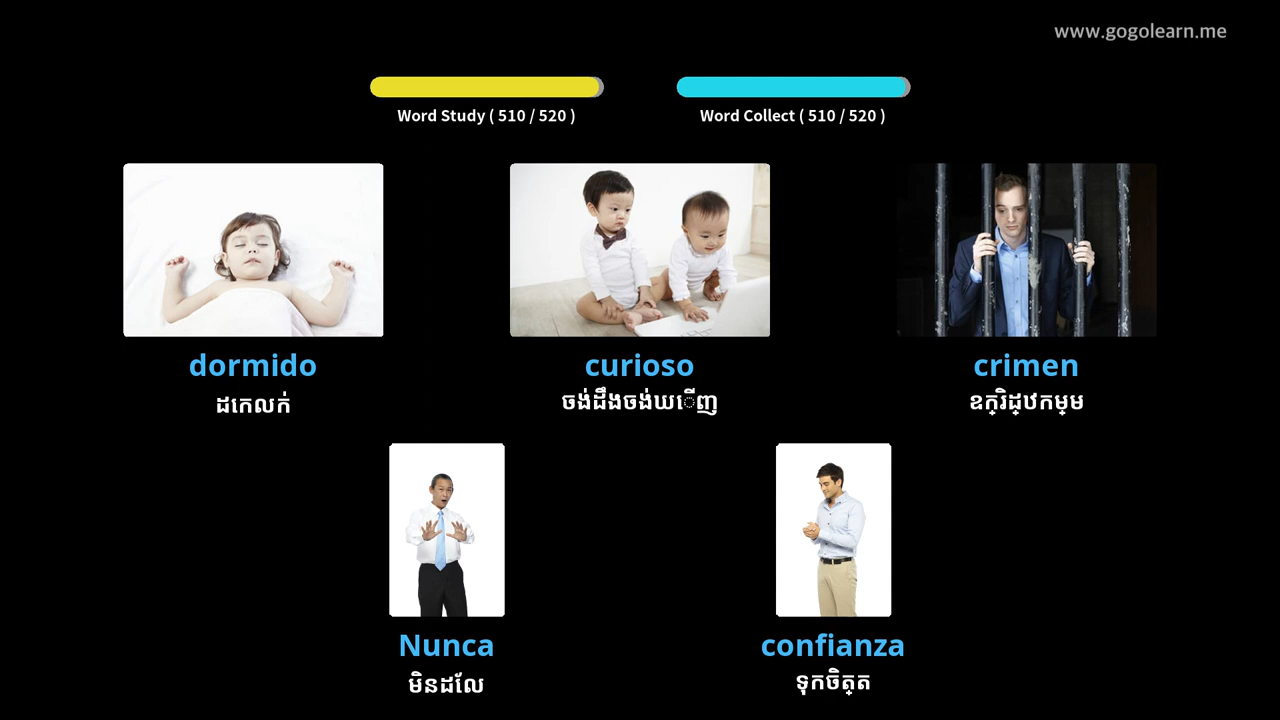 www.gogolearn.me
Word Study ( 510 / 520 )
Word Collect ( 510 / 520 )
dormido
curioso
crimen
ដេកលក់
ចង់ដឹងចង់ឃើញ
ឧក្រិដ្ឋកម្ម
Nunca
confianza
មិនដែល
ទុកចិត្ត